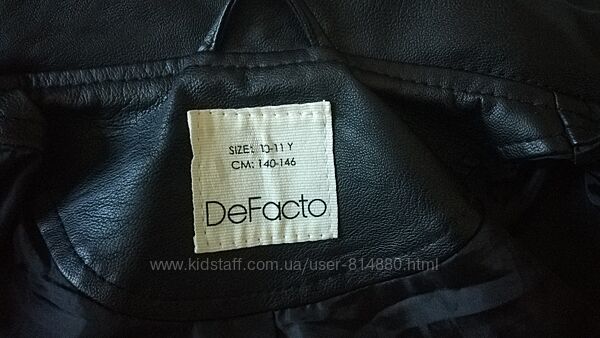 SIZE: 10-11 Y
CM: 140-146
DeFacto
www.kidstaff.com.ua/user-814880.html